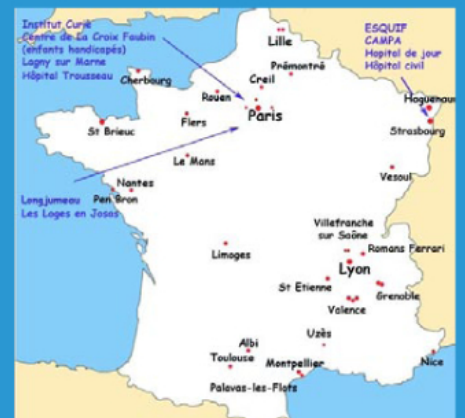 Institut Curie
Centre de La Croix Faubin
(enfants handicapés)
Lagny sur Marne
Hôpital Trousseau
ESQUIF
CAMPA
Hopital de jour
Hôpital civil
Lille
Prémontré
Cherbourg
Creil
Rouen
Haguenau
Paris
Flers
St Brieuc
Strasbourg
Le Mans
Vesoul
Nantes
Pen Bron
Longjumeau
Les Loges en Josas
Villefranche
sur Saône
Romans Ferrari
Limoges
Lyon
St Etienne
Grenoble
Valence
Uzès
Albi
Toulouse
Montpellier
Nice
Palavas-les-Flots